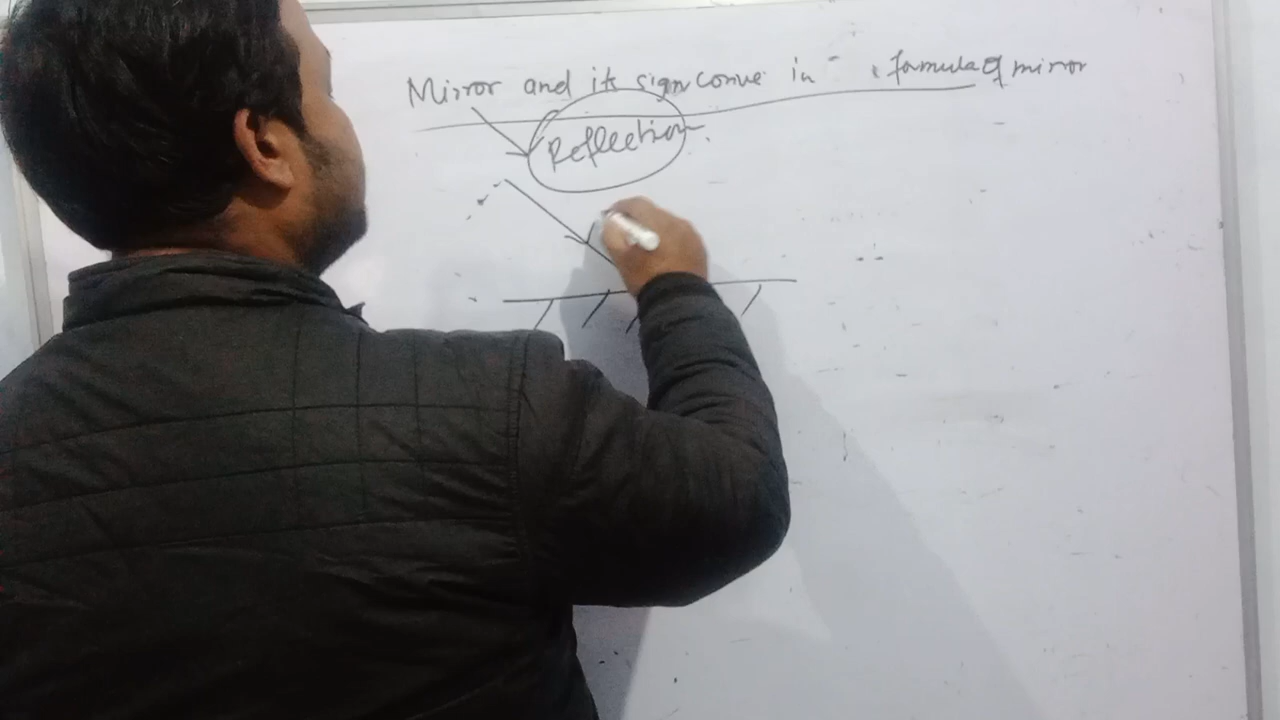 Mirror and its sign conve in , formula of mirror
Reflection